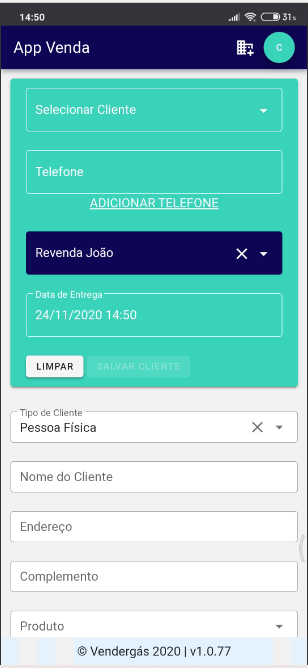 14:50
31%
App Venda
C
Selecionar Cliente
Telefone
ADICIONAR TELEFONE
Revenda João
Data de Entrega
24/11/2020 14:50
LIMPAR
SALVAR CLIENTE
Tipo de Cliente
Pessoa Física
Nome do Cliente
Endereço
Complemento
Produto
© Vendergás 2020 | v1.0.77